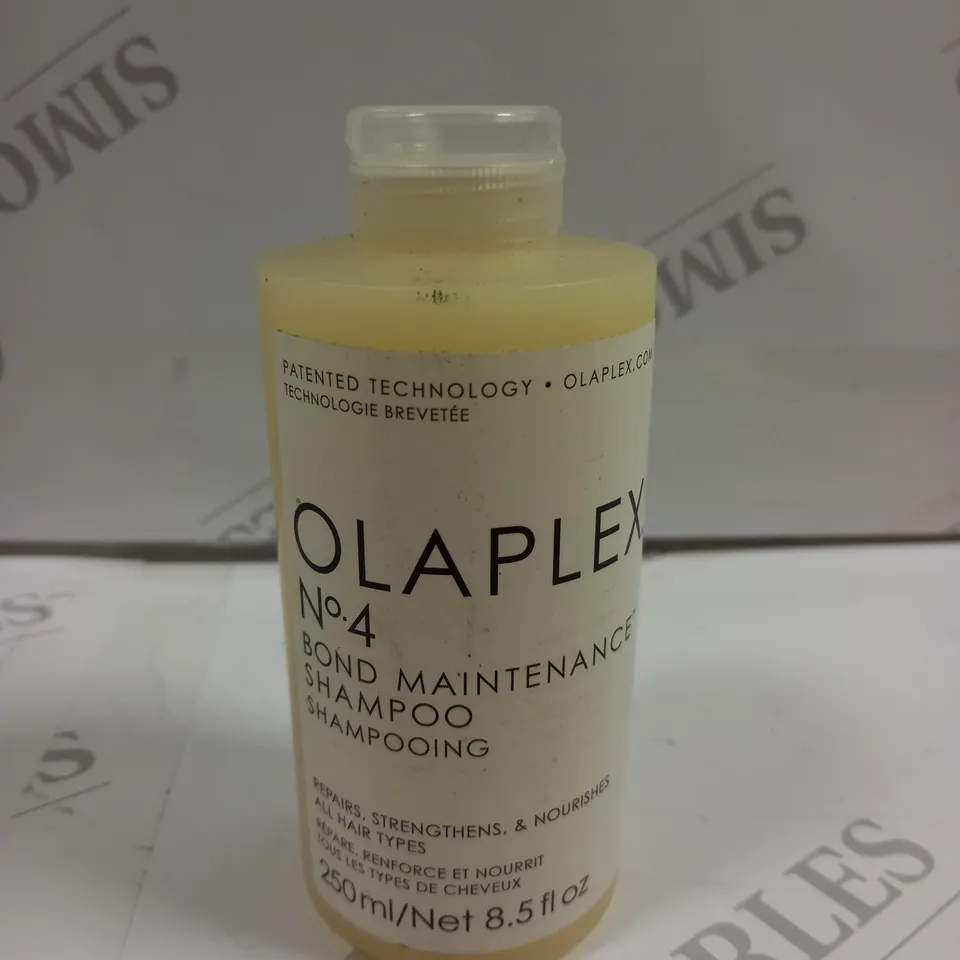 PATENTED TECHNOLOGY • OLAPLEX.COM
TECHNOLOGIE BREVETÉE
OLAPLEX
Nº.4
BOND MAINTENANCE™
SHAMPOO
SHAMPOOING
REPAIRS, STRENGTHENS, & NOURISHES
ALL HAIR TYPES
RÉPARE, RENFORCE ET NOURRIT
TOUS LES TYPES DE CHEVEUX
250ml/Net 8.5 fl oz